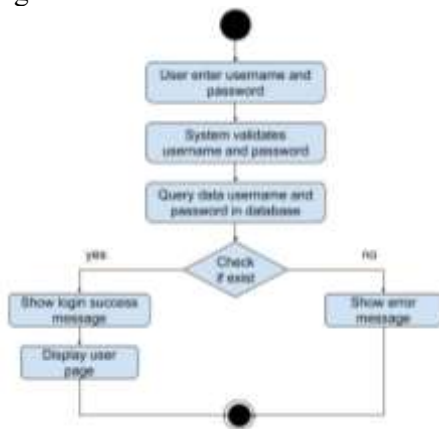 g
User enter username and
password
System validates
username and password
Query data username and
password in database
Check
if exist
yes
no
Show login success
message
Show error
message
Display user
page